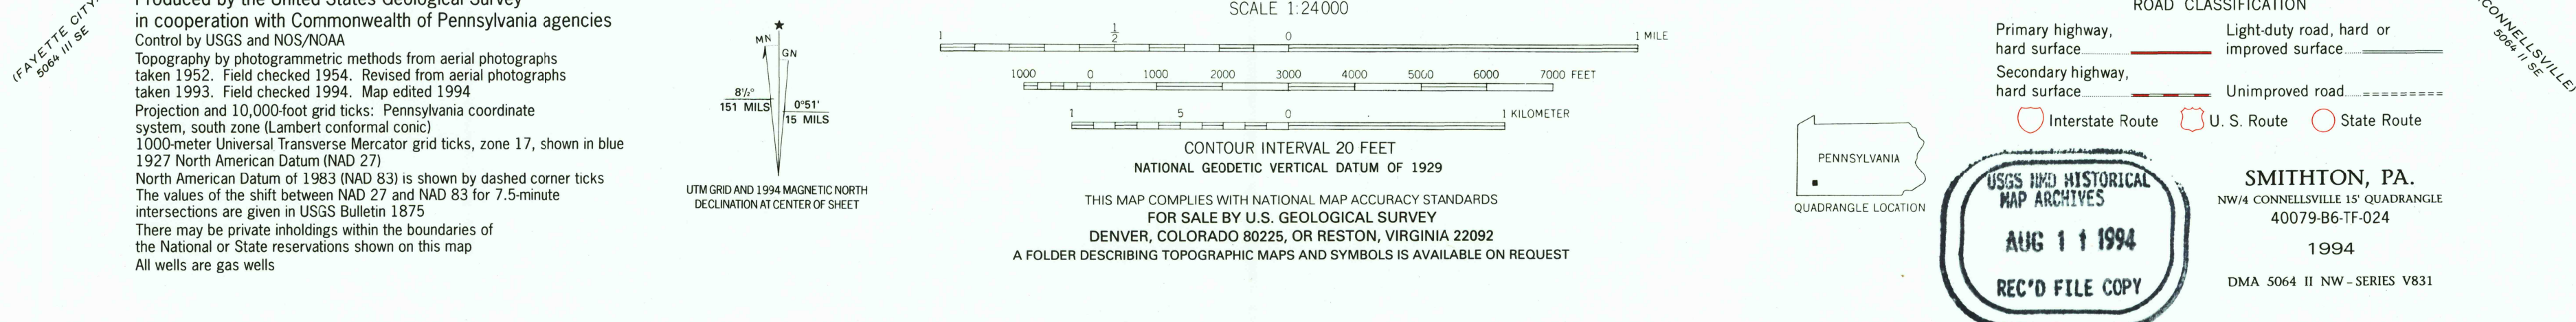 Produced by the United States Geological Survey
in cooperation with Commonwealth of Pennsylvania agencies
Control by USGS and NOS/NOAA
Topography by photogrammetric methods from aerial photographs
taken 1952. Field checked 1954. Revised from aerial photographs
taken 1993. Field checked 1994. Map edited 1994
Projection and 10,000-foot grid ticks: Pennsylvania coordinate
system, south zone (Lambert conformal conic)
1000-meter Universal Transverse Mercator grid ticks, zone 17, shown in blue
1927 North American Datum (NAD 27)
North American Datum of 1983 (NAD 83) is shown by dashed corner ticks
The values of the shift between NAD 27 and NAD 83 for 7.5-minute
intersections are given in USGS Bulletin 1875
There may be private inholdings within the boundaries of
the National or State reservations shown on this map
All wells are gas wells
(FAYETTE CITY)
5064 III SE
MN
GN
8½°
151 MILS
0°51'
15 MILS
UTM GRID AND 1994 MAGNETIC NORTH
DECLINATION AT CENTER OF SHEET
SCALE 1:24000
1 ½ 0 1 MILE
1000 0 1000 2000 3000 4000 5000 6000 7000 FEET
1 5 0 1 KILOMETER
CONTOUR INTERVAL 20 FEET
NATIONAL GEODETIC VERTICAL DATUM OF 1929
THIS MAP COMPLIES WITH NATIONAL MAP ACCURACY STANDARDS
FOR SALE BY U.S. GEOLOGICAL SURVEY
DENVER, COLORADO 80225, OR RESTON, VIRGINIA 22092
A FOLDER DESCRIBING TOPOGRAPHIC MAPS AND SYMBOLS IS AVAILABLE ON REQUEST
PENNSYLVANIA
QUADRANGLE LOCATION
ROAD CLASSIFICATION
Primary highway,
hard surface
Light-duty road, hard or
improved surface
Secondary highway,
hard surface
Unimproved road
Interstate Route
U. S. Route
State Route
(CONNELLSVILLE)
5064 II SE
USGS NMD HISTORICAL
MAP ARCHIVES
AUG 11 1994
REC'D FILE COPY
SMITHTON, PA.
NW/4 CONNELLSVILLE 15' QUADRANGLE
40079-B6-TF-024
1994
DMA 5064 II NW-SERIES V831